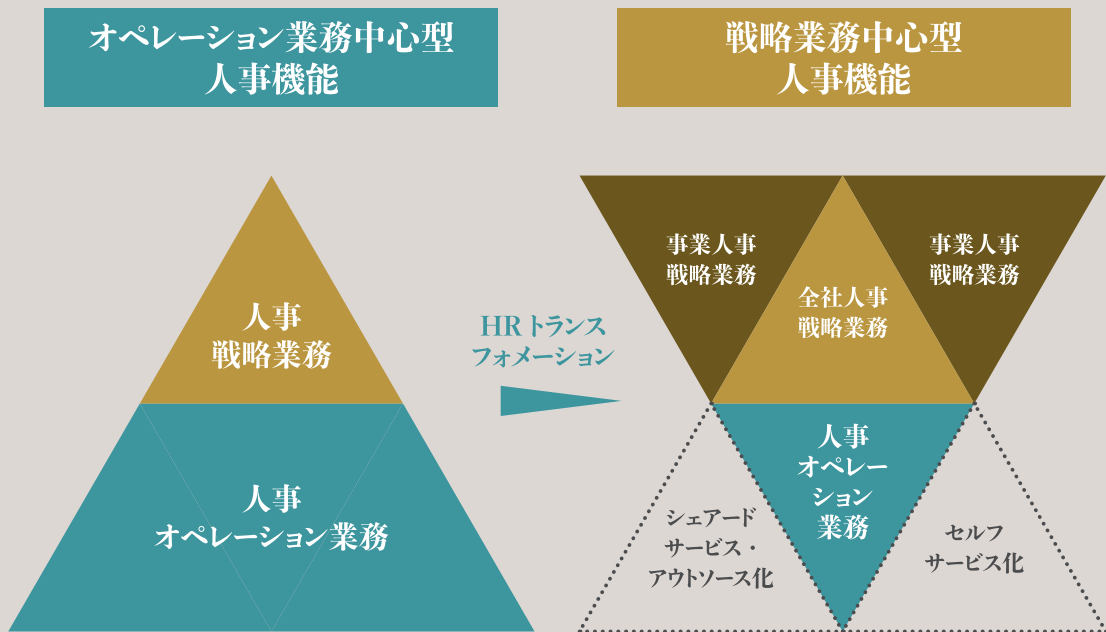 オペレーション業務中心型
人事機能
戦略業務中心型
人事機能
人事
戦略業務
人事
オペレーション業務
HRトランス
フォメーション
事業人事
戦略業務
全社人事
戦略業務
事業人事
戦略業務
人事
オペレー
ション
業務
シェアード
サービス・
アウトソース化
セルフ
サービス化